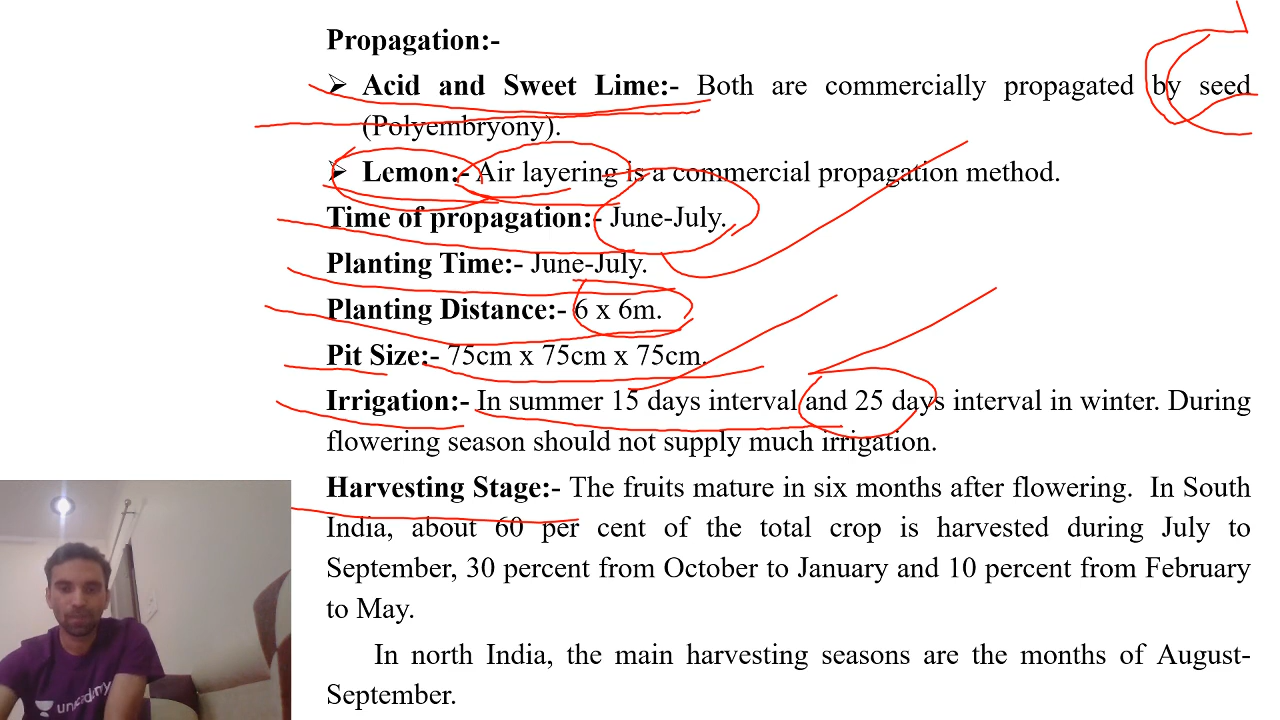 Propagation:-
➢ Acid and Sweet Lime:- Both are commercially propagated by seed
(Polyembryony).
➢ Lemon:- Air layering is a commercial propagation method.
Time of propagation:- June-July.
Planting Time:- June-July.
Planting Distance:- 6 x 6m.
Pit Size:- 75cm x 75cm x 75cm.
Irrigation:- In summer 15 days interval and 25 days interval in winter. During
flowering season should not supply much irrigation.
Harvesting Stage:- The fruits mature in six months after flowering. In South
India, about 60 per cent of the total crop is harvested during July to
September, 30 percent from October to January and 10 percent from February
to May.
In north India, the main harvesting seasons are the months of August-
September.
unacademy